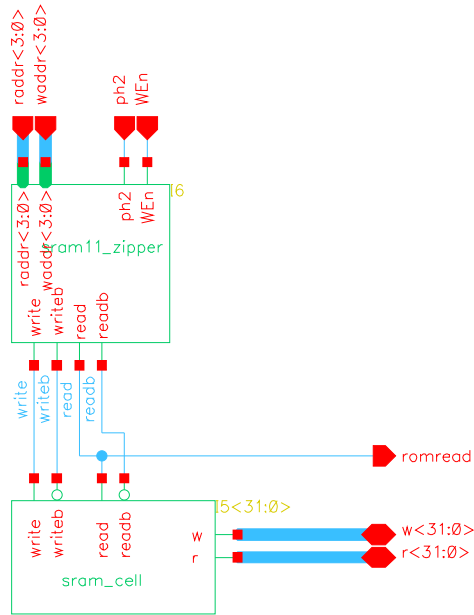 raddr<3:0>
waddr<3:0>
ph2
WEn
I6
raddr<3:0>
waddr<3:0>
ph2
WEn
sram11_zipper
write
writeb
read
readb
write
writeb
read
readb
romread
I5<31:0>
write
writeb
read
readb
w
w<31:0>
r
r<31:0>
sram_cell